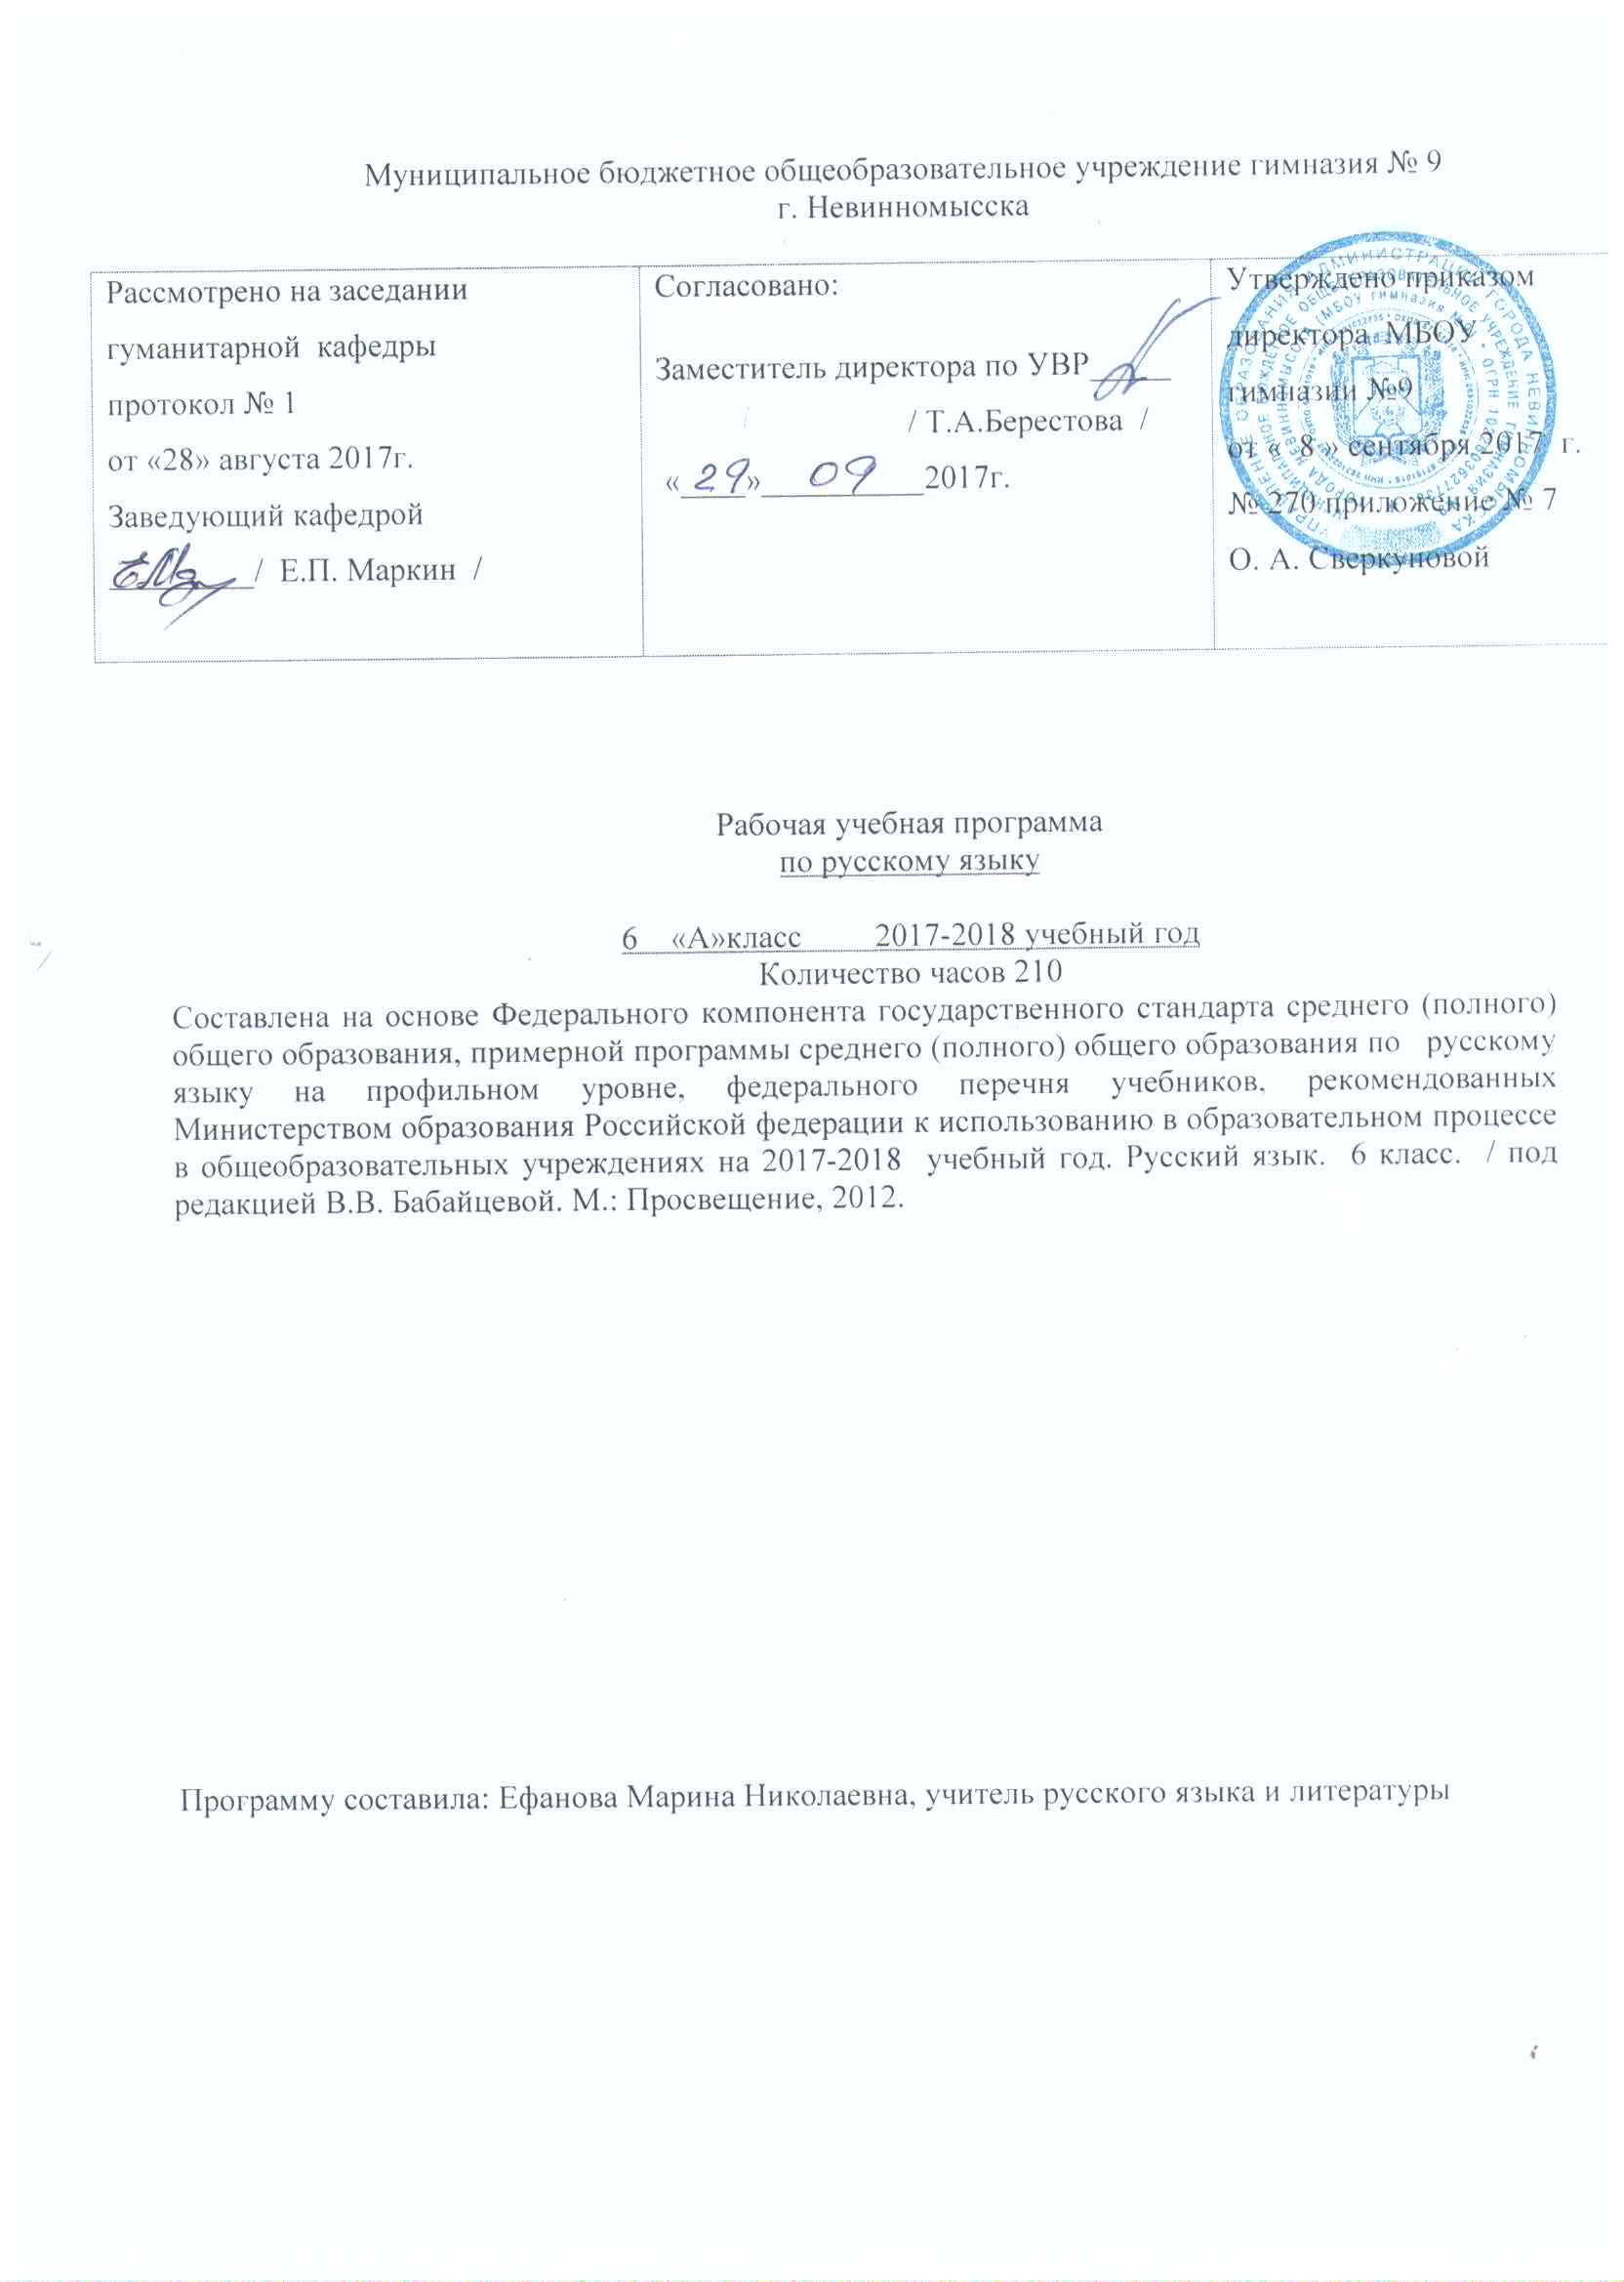 Муниципальное бюджетное общеобразовательное учреждение гимназия № 9
г. Невинномысска
Рассмотрено на заседании
гуманитарной кафедры
протокол № 1
от «28» августа 2017г.
Заведующий кафедрой
/ Е.П. Маркин /
Согласовано:
Заместитель директора по УВР
/ Т.А.Берестова /
«29» 09 2017г.
Утверждено приказом
директора МБОУ
гимназии №9
от « 8 » сентября 2017 г.
№ 270 приложение № 7
О. А. Сверкуновой
Рабочая учебная программа
по русскому языку
6 «А»класс 2017-2018 учебный год
Количество часов 210
Составлена на основе Федерального компонента государственного стандарта среднего (полного)
общего образования, примерной программы среднего (полного) общего образования по русскому
языку на профильном уровне, федерального перечня учебников, рекомендованных
Министерством образования Российской федерации к использованию в образовательном процессе
в общеобразовательных учреждениях на 2017-2018 учебный год. Русский язык. 6 класс. / под
редакцией В.В. Бабайцевой. М.: Просвещение, 2012.
Программу составила: Ефанова Марина Николаевна, учитель русского языка и литературы